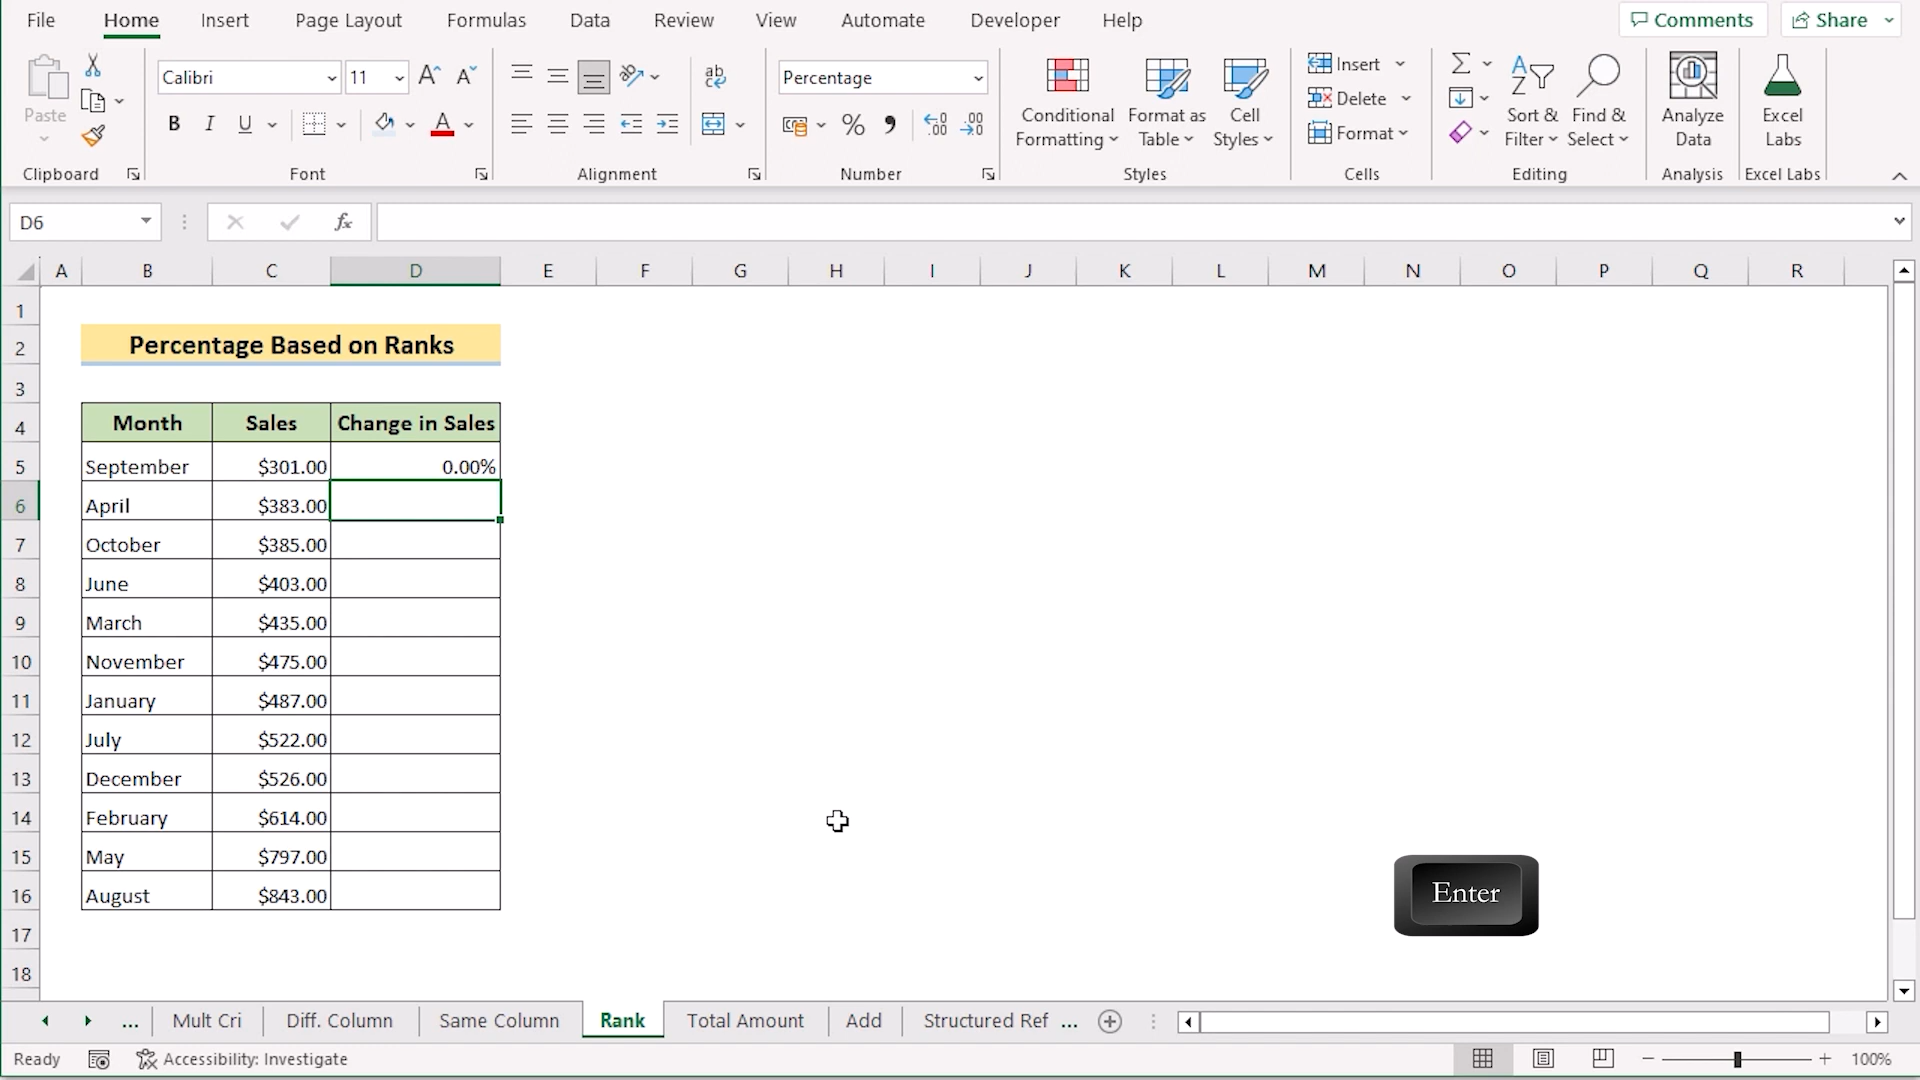 File Home Insert Page Layout Formulas Data Review View Automate Developer Help Comments Share
Paste Calibri 11 A A ab Percentage Conditional Formatting Format as Table Cell Styles Insert Delete Format Sort & Filter Find & Select Analyze Data Excel Labs
B I U A % 9 .00 .00
Clipboard Font Alignment Number Styles Cells Editing Analysis Excel Labs
D6 fx
A B C D E F G H I J K L M N O P Q R
1
2 Percentage Based on Ranks
3
4 Month Sales Change in Sales
5 September $301.00 0.00%
6 April $383.00
7 October $385.00
8 June $403.00
9 March $435.00
10 November $475.00
11 January $487.00
12 July $522.00
13 December $526.00
14 February $614.00
15 May $797.00
16 August $843.00
Enter
17
18
... Mult Cri Diff. Column Same Column Rank Total Amount Add Structured Ref ...
Ready Accessibility: Investigate 100%